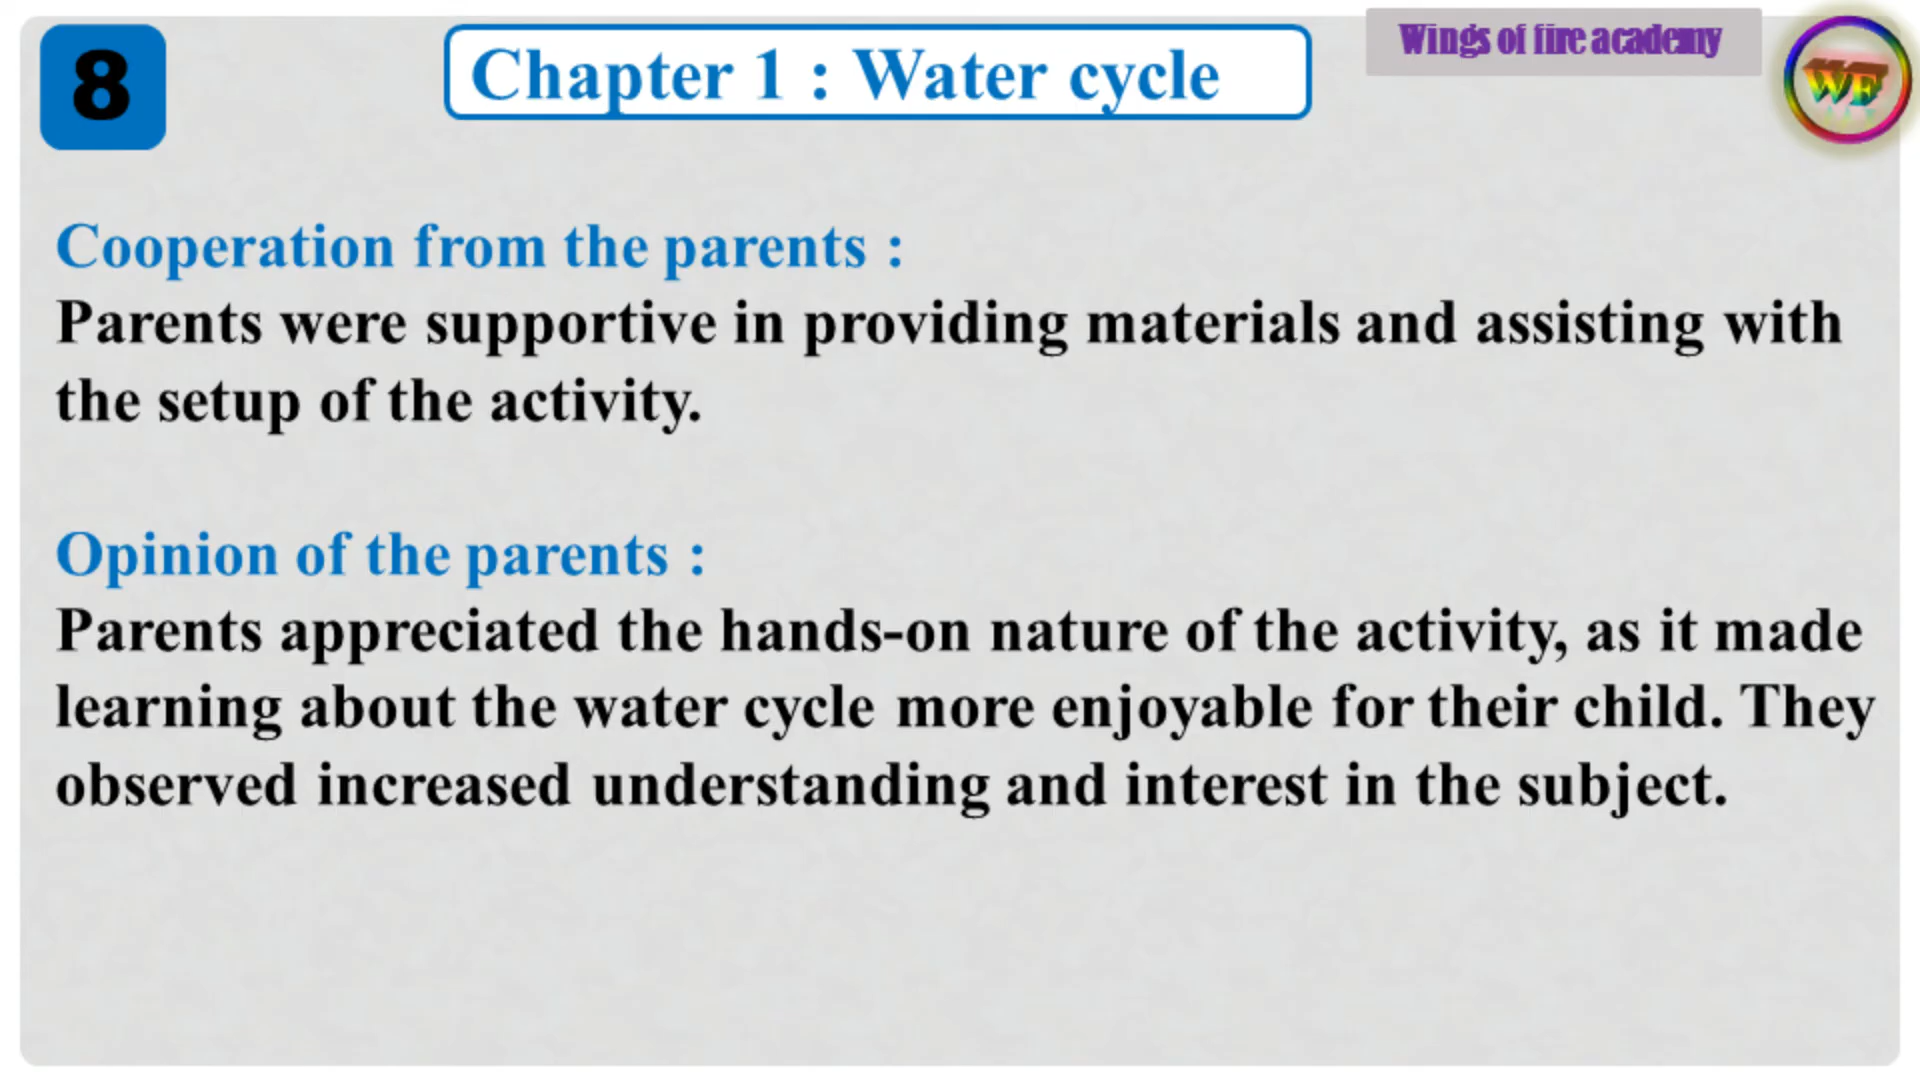 8
Chapter 1 : Water cycle
Wings of fire academy
WF
Cooperation from the parents :
Parents were supportive in providing materials and assisting with
the setup of the activity.
Opinion of the parents :
Parents appreciated the hands-on nature of the activity, as it made
learning about the water cycle more enjoyable for their child. They
observed increased understanding and interest in the subject.